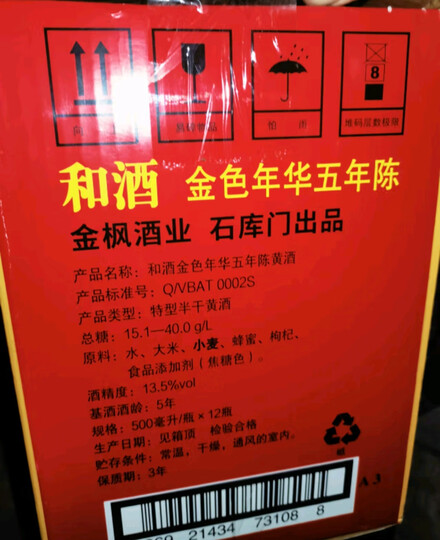 8
易碎物品
怕雨
堆码层数极限
和酒 金色年华五年陈
金枫酒业 石库门出品
产品名称：和酒金色年华五年陈黄酒
产品标准号：Q/VBAT 0002S
产品类型：特型半干黄酒
总糖：15.1—40.0 g/L
原料：水、大米、小麦、蜂蜜、枸杞、
食品添加剂（焦糖色）。
酒精度：13.5%vol
基酒酒龄：5年
规格：500毫升/瓶×12瓶
生产日期：见箱顶 检验合格
贮存条件：常温，干燥，通风的室内。
保质期：3年
纸
A3
21434 73108 8